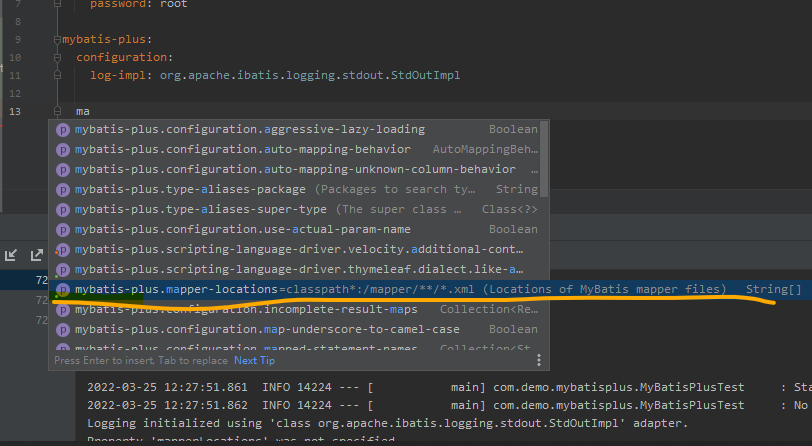 7 password: root
8
9 mybatis-plus:
10 configuration:
11 log-impl: org.apache.ibatis.logging.stdout.StdOutImpl
12
13 ma
mybatis-plus.configuration.aggressive-lazy-loading Boolean
mybatis-plus.configuration.auto-mapping-behavior AutoMappingBeh…
mybatis-plus.configuration.auto-mapping-unknown-column-behavior …
mybatis-plus.type-aliases-package (Packages to search ty… String
mybatis-plus.type-aliases-super-type (The super class … Class<?>
mybatis-plus.configuration.use-actual-param-name Boolean
mybatis-plus.scripting-language-driver.velocity.additional-cont…
mybatis-plus.scripting-language-driver.thymeleaf.dialect.like-a…
72 mybatis-plus.mapper-locations=classpath*:/mapper/**/*.xml (Locations of MyBatis mapper files) String[]
72 mybatis-plus.configuration.incomplete-result-maps Collection<Re…
72 mybatis-plus.configuration.map-underscore-to-camel-case Boolean
mybatis-plus.configuration.mapped-statement-names Collection<St…
Press Enter to insert, Tab to replace Next Tip
2022-03-25 12:27:51.861 INFO 14224 --- [ main] com.demo.mybatisplus.MyBatisPlusTest : Sta
2022-03-25 12:27:51.862 INFO 14224 --- [ main] com.demo.mybatisplus.MyBatisPlusTest : No
Logging initialized using 'class org.apache.ibatis.logging.stdout.StdOutImpl' adapter.
Property 'mapperLocations' was not specified